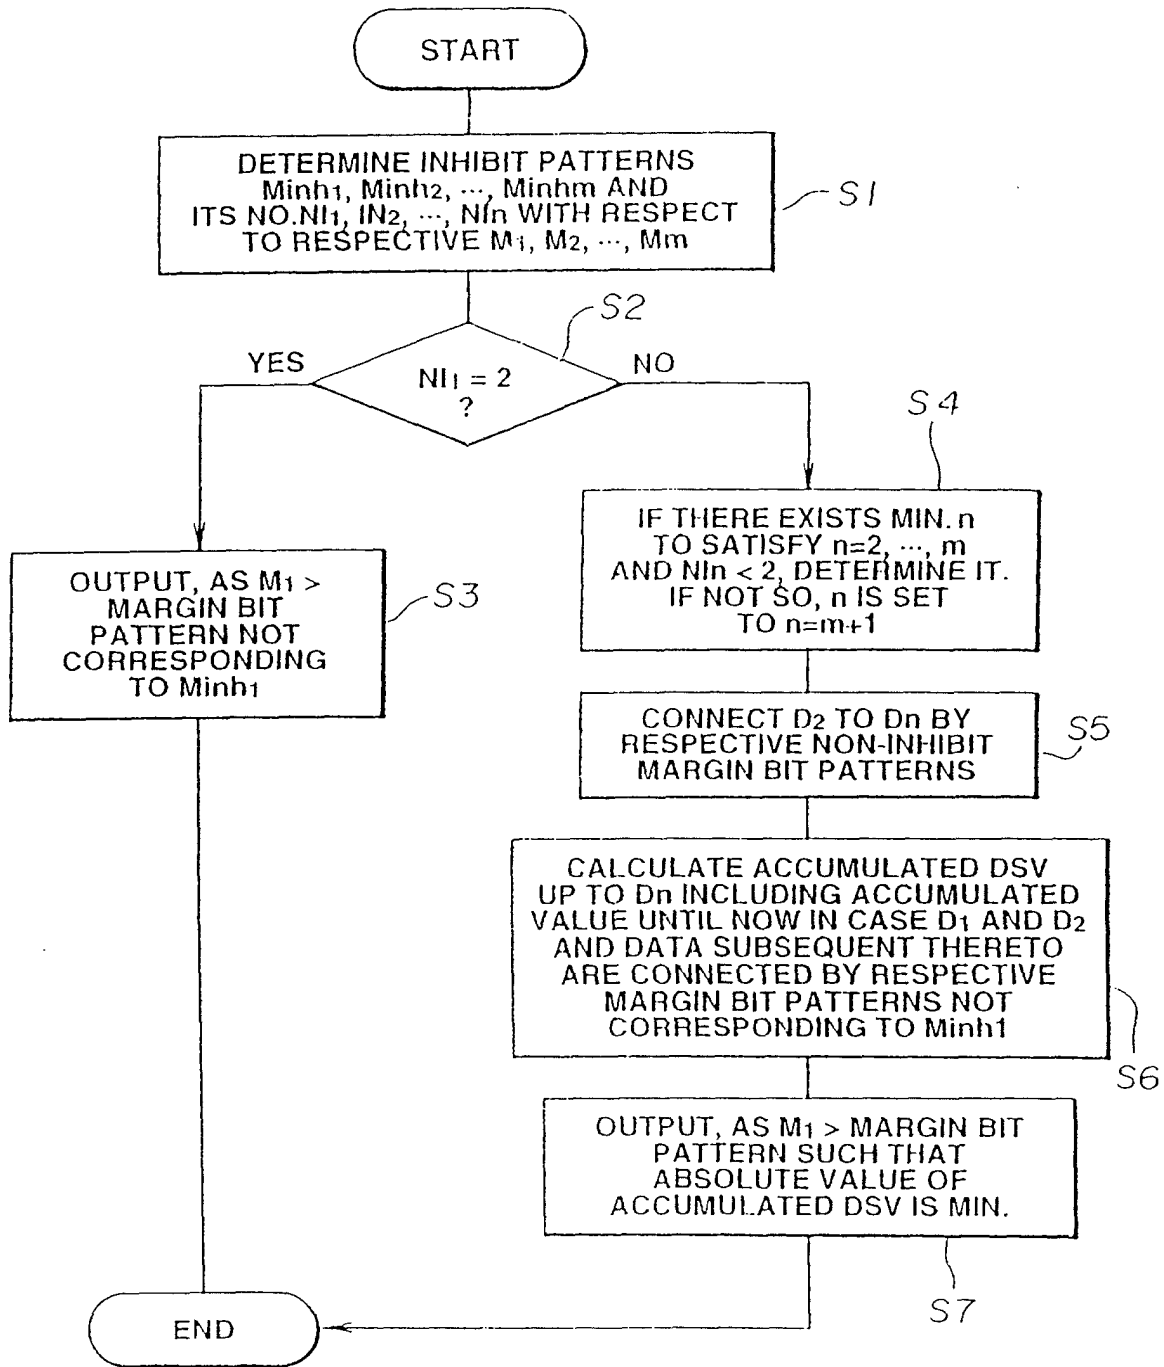 START
DETERMINE INHIBIT PATTERNS
Minh1, Minh2, ···, Minhm AND
ITS NO.NI1, IN2, ···, NIn WITH RESPECT
TO RESPECTIVE M1, M2, ···, Mm
S1
S2
YES
NI1 = 2
?
NO
S4
IF THERE EXISTS MIN. n
TO SATISFY n=2, ···, m
AND NIn < 2, DETERMINE IT.
IF NOT SO, n IS SET
TO n=m+1
OUTPUT, AS M1 >
MARGIN BIT
PATTERN NOT
CORRESPONDING
TO Minh1
S3
CONNECT D2 TO Dn BY
RESPECTIVE NON-INHIBIT
MARGIN BIT PATTERNS
S5
CALCULATE ACCUMULATED DSV
UP TO Dn INCLUDING ACCUMULATED
VALUE UNTIL NOW IN CASE D1 AND D2
AND DATA SUBSEQUENT THERETO
ARE CONNECTED BY RESPECTIVE
MARGIN BIT PATTERNS NOT
CORRESPONDING TO Minh1
S6
OUTPUT, AS M1 > MARGIN BIT
PATTERN SUCH THAT
ABSOLUTE VALUE OF
ACCUMULATED DSV IS MIN.
S7
END